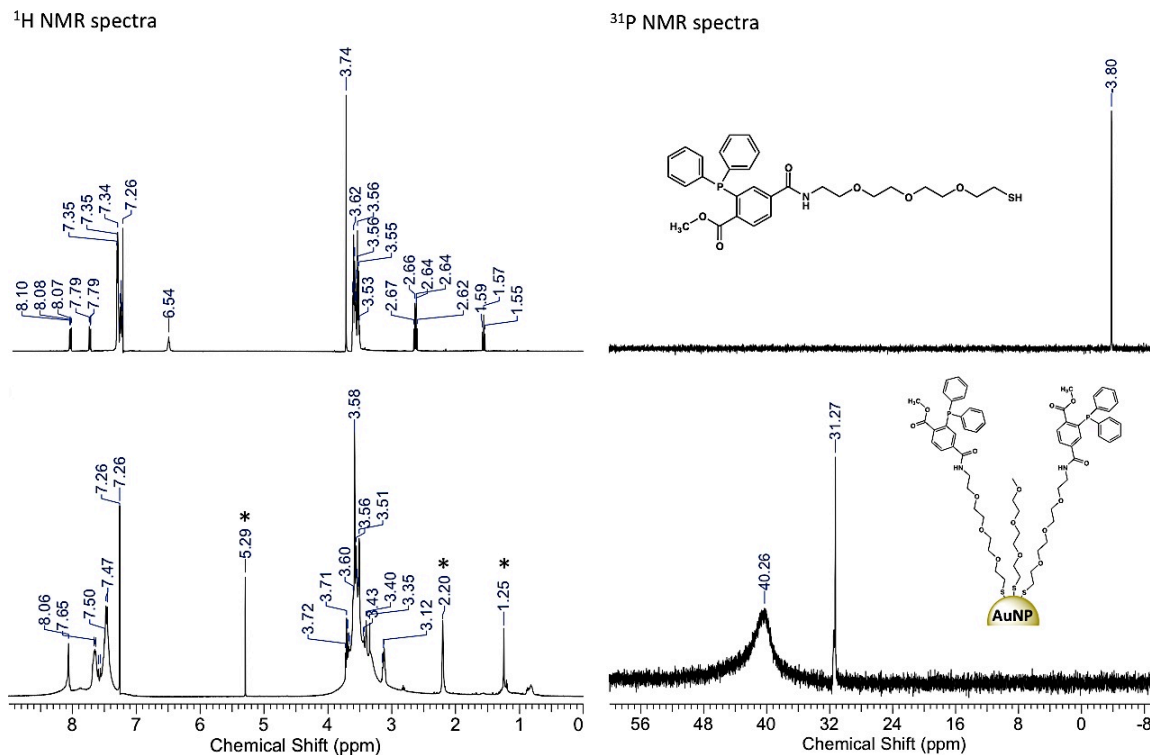 1H NMR spectra
31P NMR spectra
3.74
7.35
7.35
7.34
7.26
8.10
8.08
8.07
7.79
7.79
6.54
3.62
3.56
3.56
3.55
3.53
2.67
2.66
2.64
2.64
2.62
1.59
1.57
1.55
-3.80
P
O
NH
O
O
O
SH
H3C
O
O
3.58
7.26
7.26
5.29 *
8.06
7.65
7.50
7.47
3.72
3.71
3.60
3.56
3.51
3.43
3.40
3.35
3.12
2.20 *
1.25 *
31.27
40.26
H3C
O
O
P
O
HN
O
O
O
S
O
O
O
S
CH3
O
O
P
O
NH
O
O
O
S
AuNP
8 7 6 5 4 3 2 1 0
Chemical Shift (ppm)
56 48 40 32 24 16 8 0 -8
Chemical Shift (ppm)